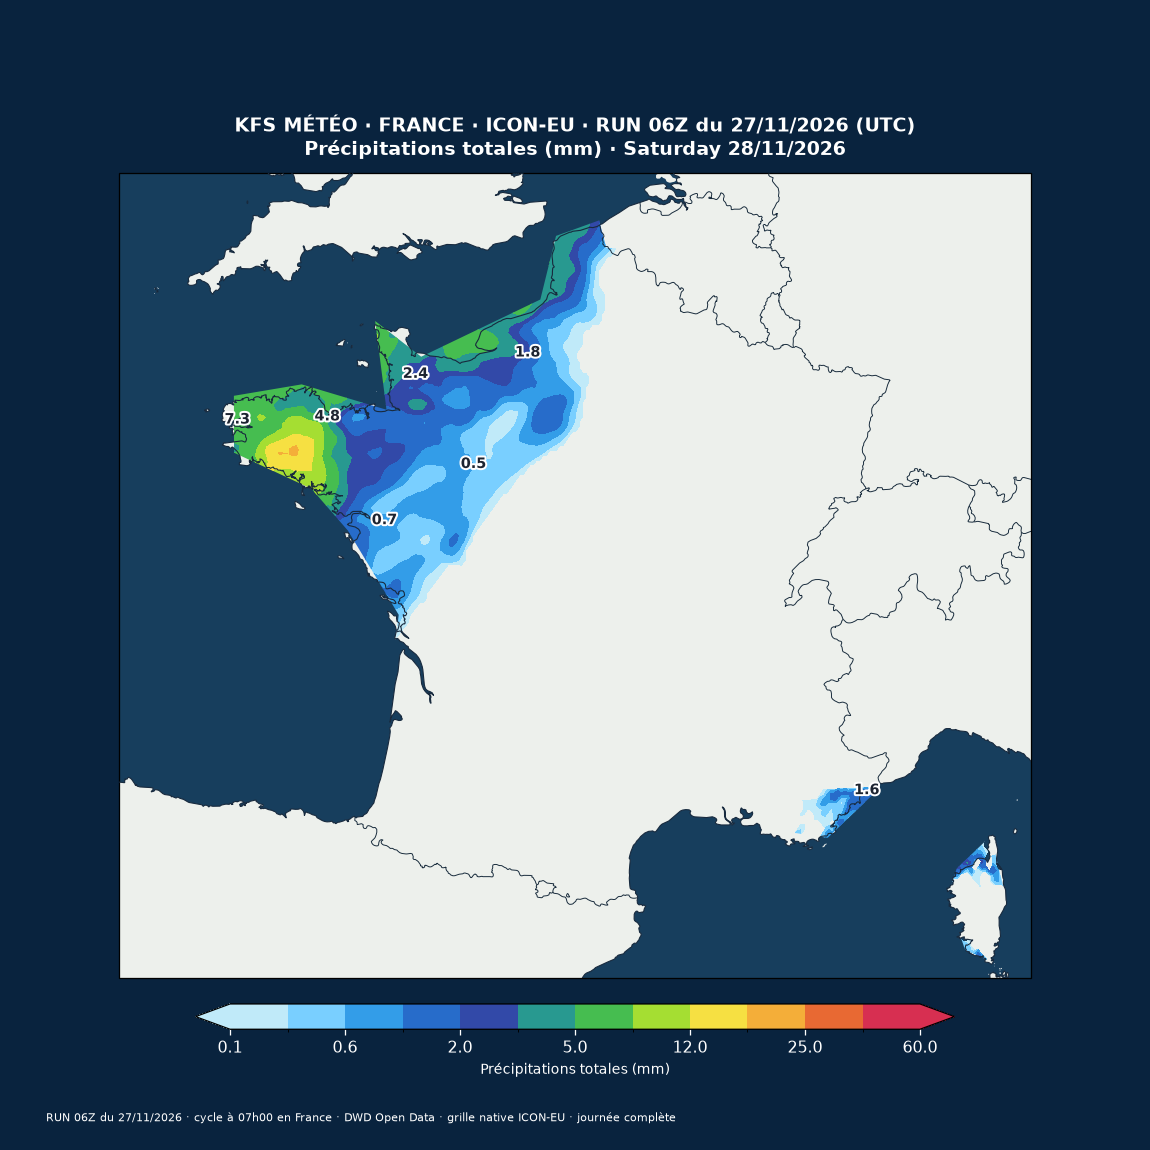 KFS MÉTÉO · FRANCE · ICON-EU · RUN 06Z du 27/11/2026 (UTC)
Précipitations totales (mm) · Saturday 28/11/2026
1.8
2.4
7.3
4.8
0.5
0.7
1.6
0.1 0.6 2.0 5.0 12.0 25.0 60.0
Précipitations totales (mm)
RUN 06Z du 27/11/2026 · cycle à 07h00 en France · DWD Open Data · grille native ICON-EU · journée complète